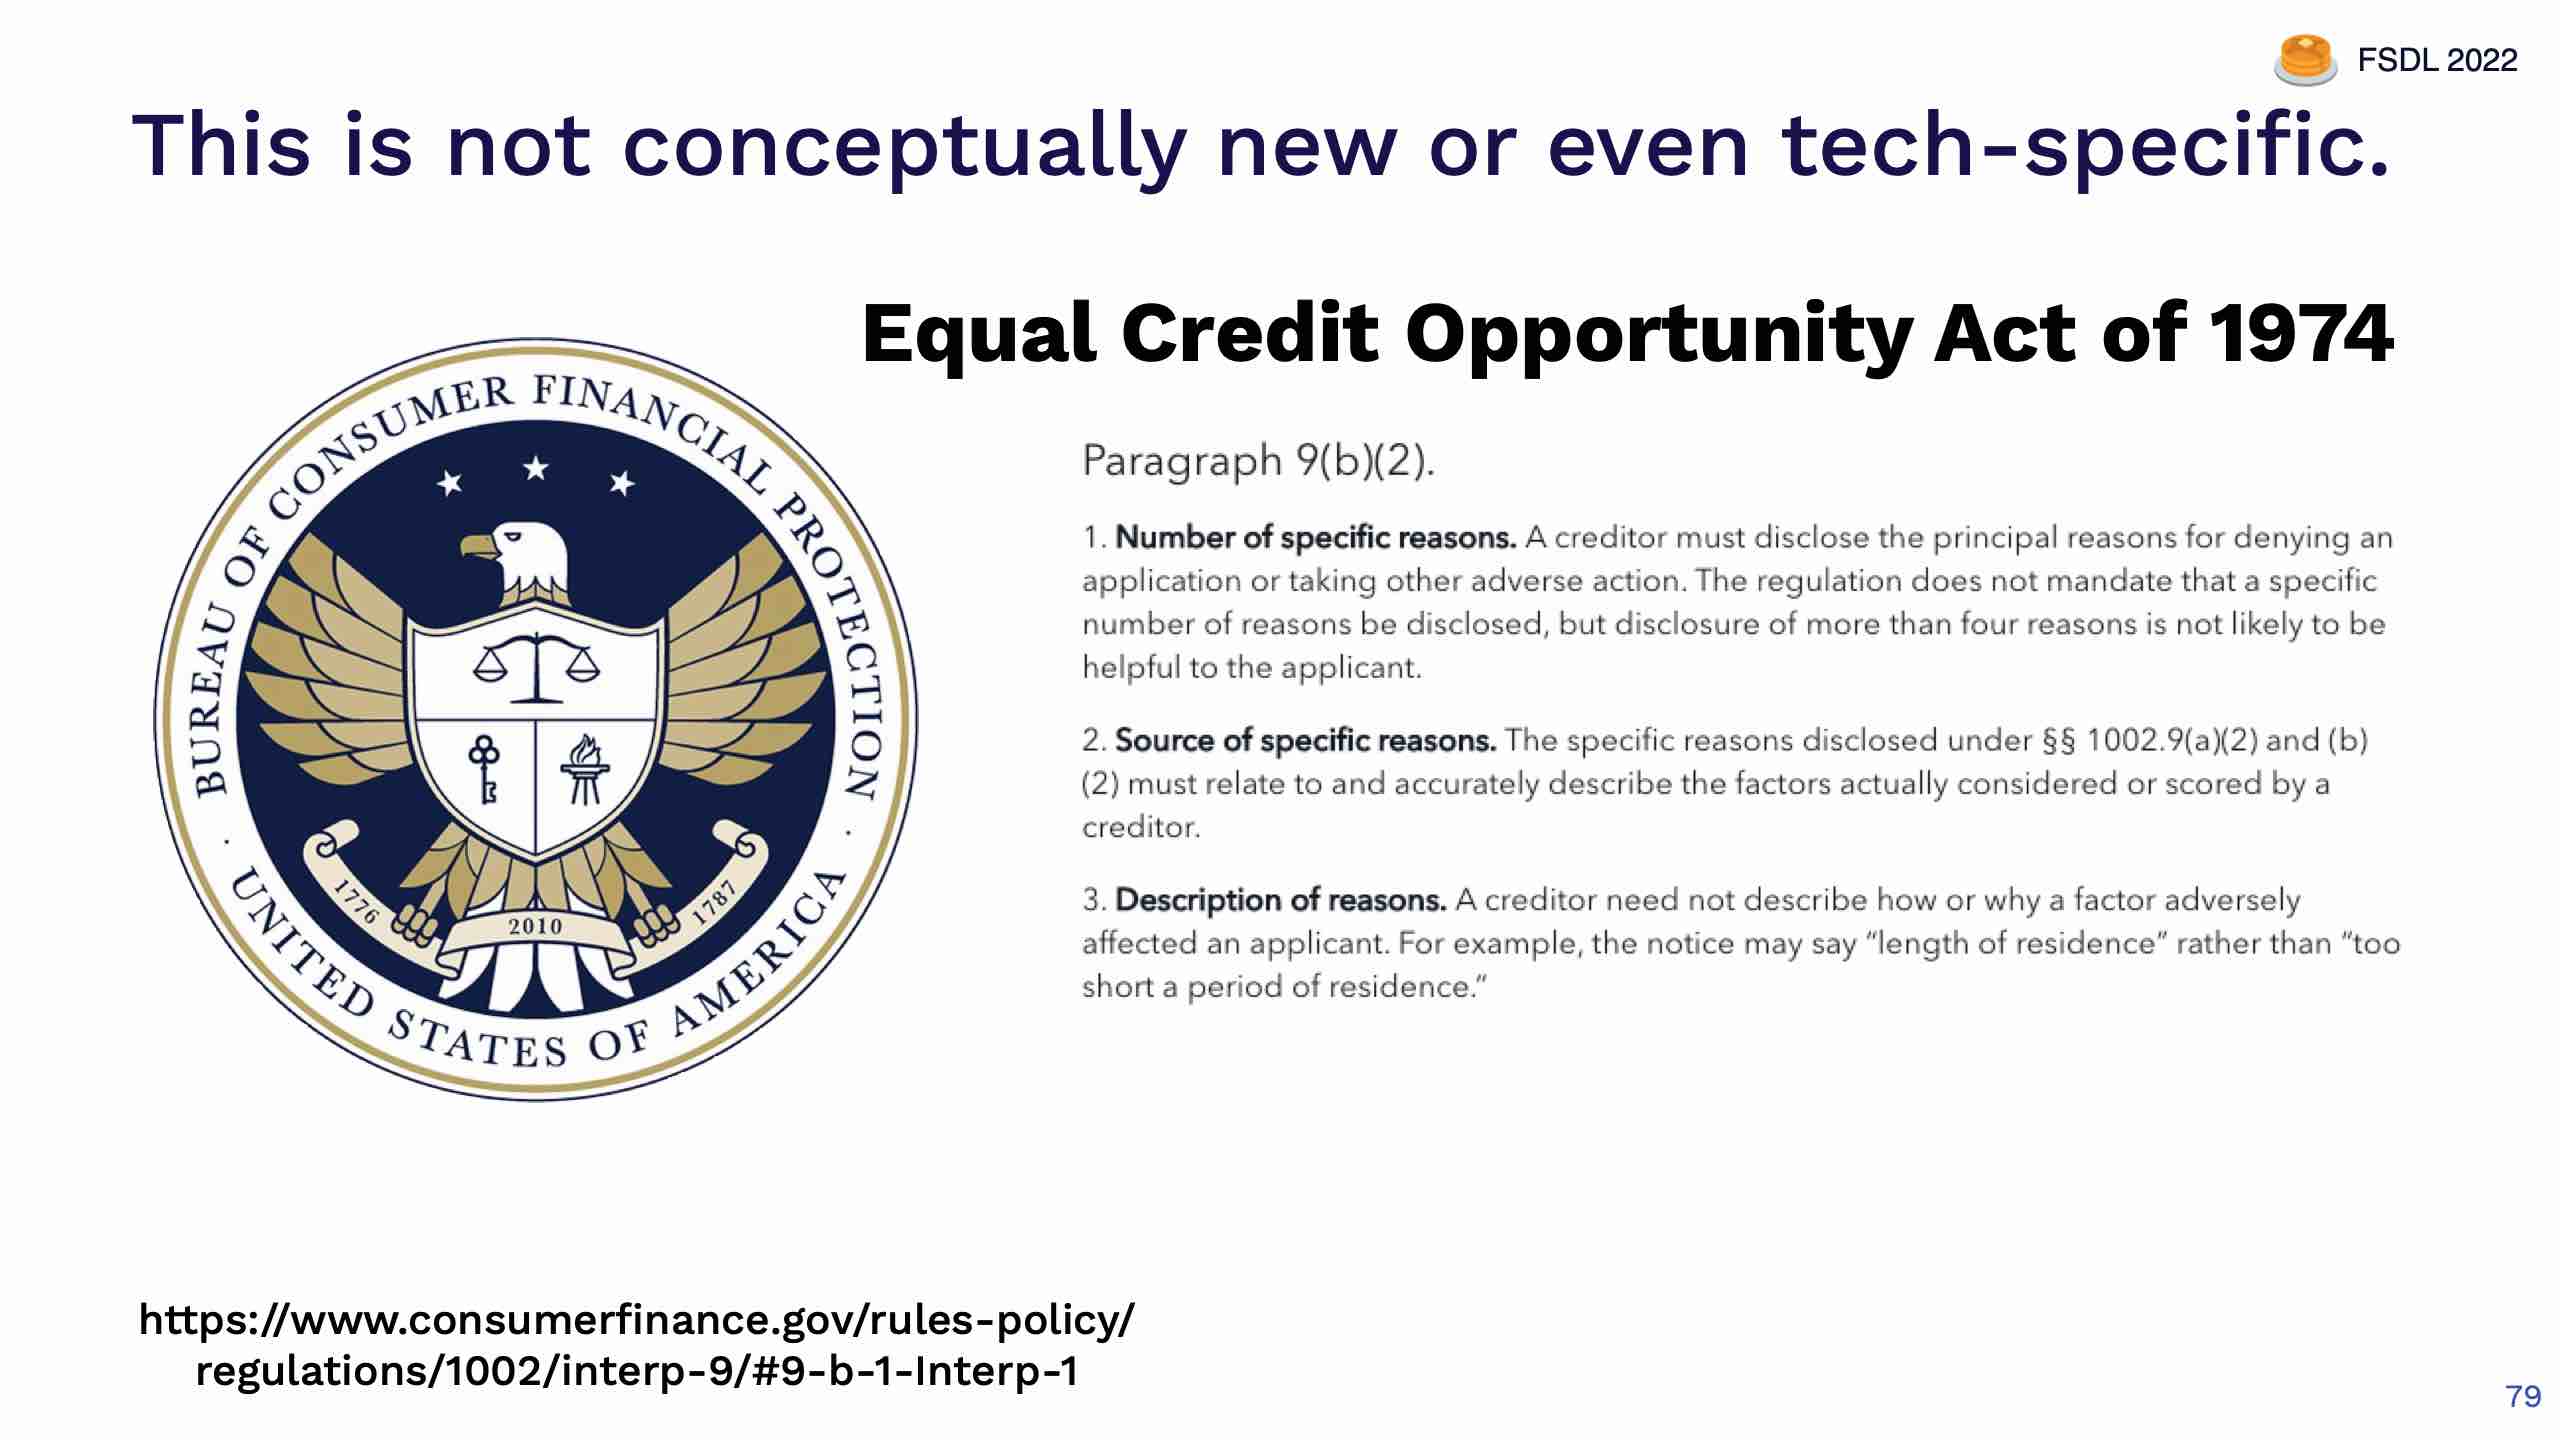 FSDL 2022
This is not conceptually new or even tech-specific.
Equal Credit Opportunity Act of 1974
BUREAU OF CONSUMER FINANCIAL PROTECTION
· UNITED STATES OF AMERICA ·
1776
2010
1787
Paragraph 9(b)(2).
1. Number of specific reasons. A creditor must disclose the principal reasons for denying an
application or taking other adverse action. The regulation does not mandate that a specific
number of reasons be disclosed, but disclosure of more than four reasons is not likely to be
helpful to the applicant.
2. Source of specific reasons. The specific reasons disclosed under §§ 1002.9(a)(2) and (b)
(2) must relate to and accurately describe the factors actually considered or scored by a
creditor.
3. Description of reasons. A creditor need not describe how or why a factor adversely
affected an applicant. For example, the notice may say “length of residence” rather than “too
short a period of residence.”
https://www.consumerfinance.gov/rules-policy/
regulations/1002/interp-9/#9-b-1-Interp-1
79